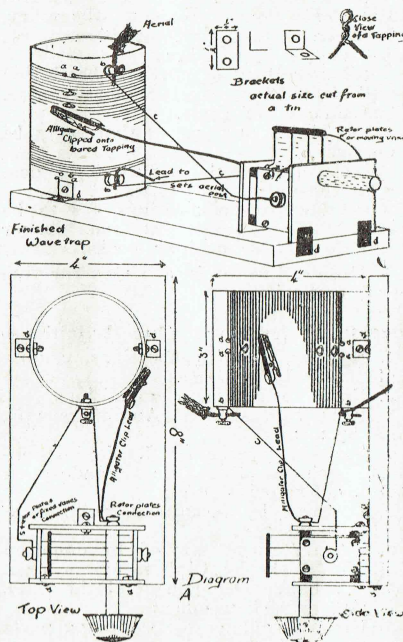 Aerial
Close
View
of a Tapping
Brackets
actual size cut from
a tin
Rotor plates
or moving vanes
Alligator
Clipped onto
bared Tapping
Lead to
sets aerial
post
Finished
Wavetrap
4"
4"
3"
8"
Alligator Clip Lead
Alligator Clip Lead
Stator plates
& fixed vanes
Connection
Rotor plates
Connection
Diagram
A
Top View
Side View